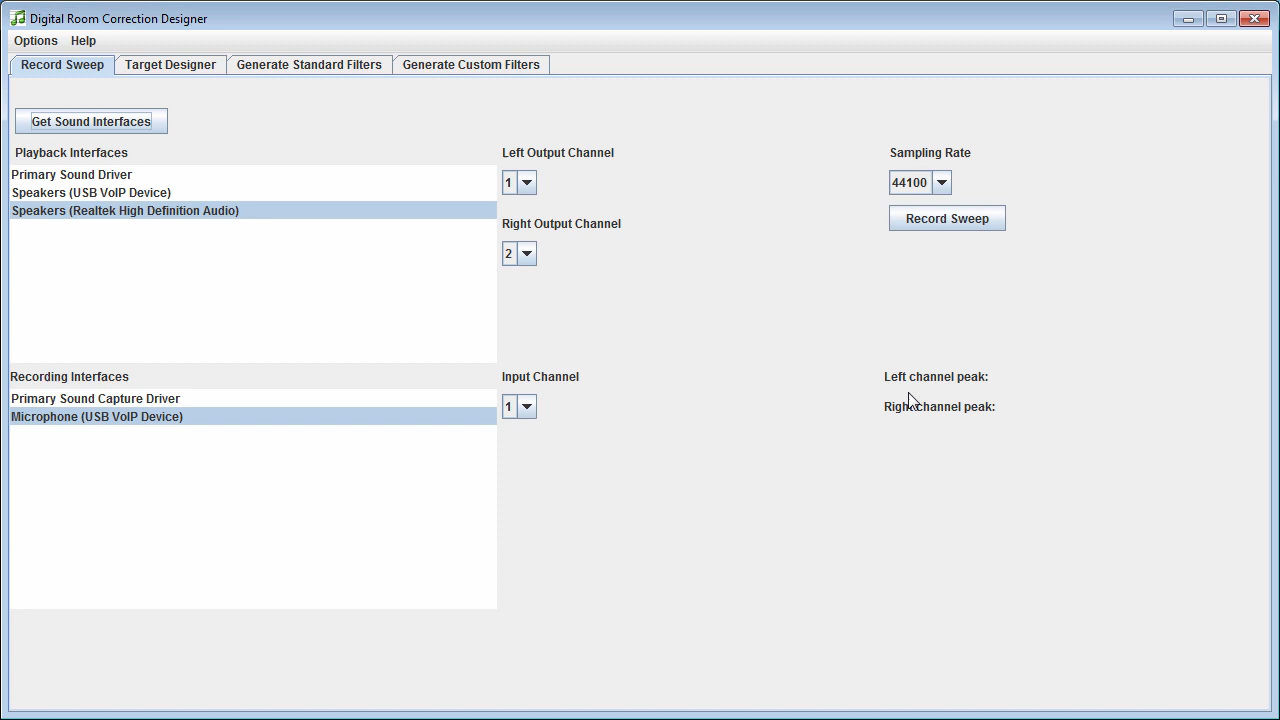 Digital Room Correction Designer
Options Help
Record Sweep Target Designer Generate Standard Filters Generate Custom Filters
Get Sound Interfaces
Playback Interfaces Left Output Channel Sampling Rate
Primary Sound Driver
Speakers (USB VoIP Device) 1 44100
Speakers (Realtek High Definition Audio) Record Sweep
Right Output Channel
2
Recording Interfaces Input Channel Left channel peak:
Primary Sound Capture Driver 1 Right channel peak:
Microphone (USB VoIP Device)